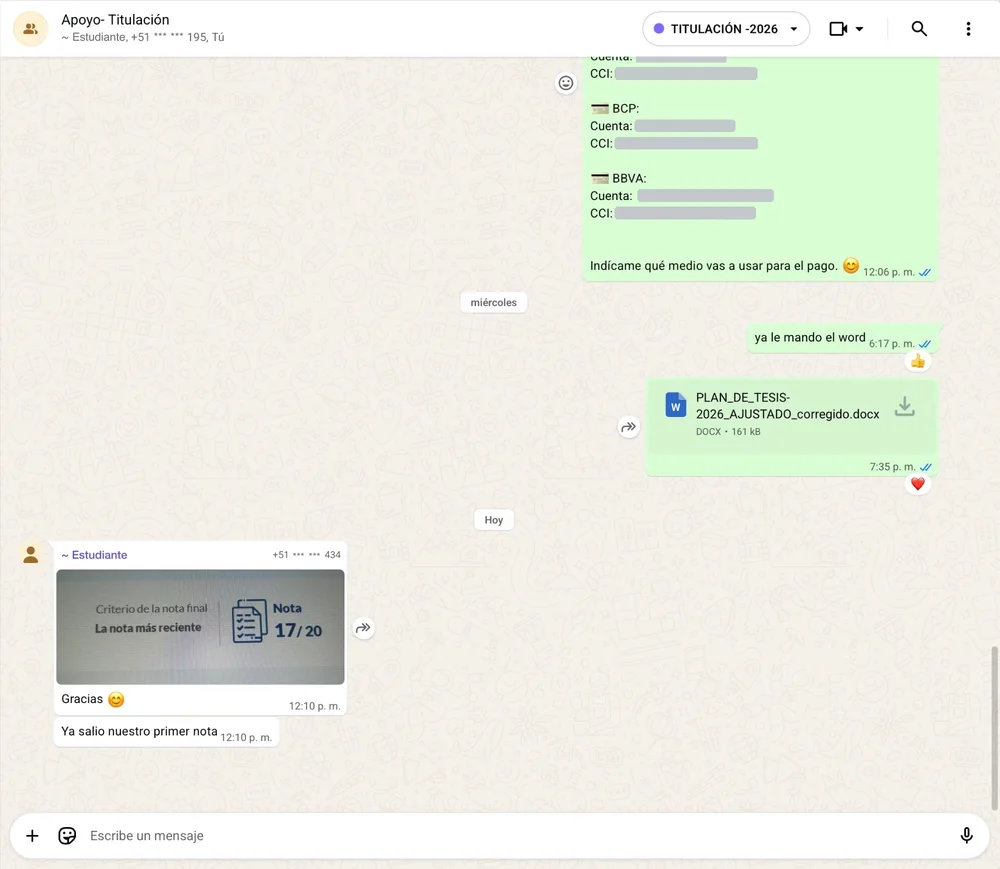 Apoyo- Titulación
~ Estudiante, +51 *** *** 195, Tú
TITULACIÓN -2026
Cuenta:
CCI:
BCP:
Cuenta:
CCI:
BBVA:
Cuenta:
CCI:
Indícame qué medio vas a usar para el pago. 😊 12:06 p. m.
miércoles
ya le mando el word 6:17 p. m.
👍
W
PLAN_DE_TESIS-
2026_AJUSTADO_corregido.docx
DOCX • 161 kB
7:35 p. m.
❤️
Hoy
~ Estudiante +51 *** *** 434
Criterio de la nota final
La nota más reciente
Nota
17/20
Gracias 😊 12:10 p. m.
Ya salio nuestro primer nota 12:10 p. m.
Escribe un mensaje